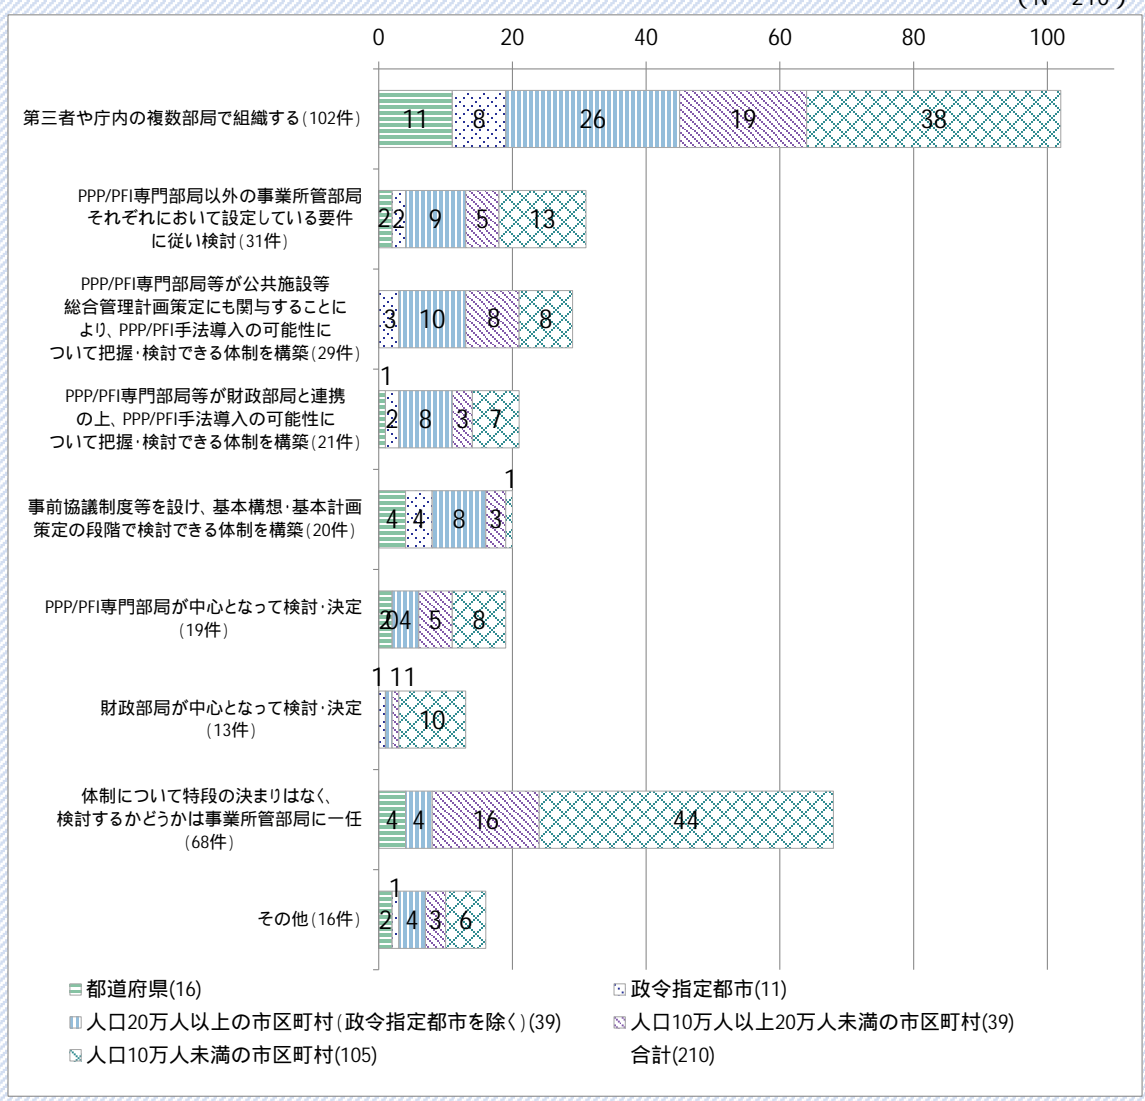 0 20 40 60 80 100
第三者や庁内の複数部局で組織する(102件)
11 8 26 19 38
PPP/PFI専門部局以外の事業所管部局
それぞれにおいて設定している要件
に従い検討(31件)
2 2 9 5 13
PPP/PFI専門部局等が公共施設等
総合管理計画策定にも関与することに
より、PPP/PFI手法導入の可能性に
ついて把握・検討できる体制を構築(29件)
3 10 8 8
PPP/PFI専門部局等が財政部局と連携
の上、PPP/PFI手法導入の可能性に
ついて把握・検討できる体制を構築(21件)
1 2 8 3 7
事前協議制度等を設け、基本構想・基本計画
策定の段階で検討できる体制を構築(20件)
4 4 8 3 1
PPP/PFI専門部局が中心となって検討・決定
(19件)
2 0 4 5 8
財政部局が中心となって検討・決定
(13件)
1 1 1 10
体制について特段の決まりはなく、
検討するかどうかは事業所管部局に一任
(68件)
4 4 16 44
その他(16件)
2 1 4 3 6
都道府県(16)
政令指定都市(11)
人口20万人以上の市区町村(政令指定都市を除く)(39)
人口10万人以上20万人未満の市区町村(39)
人口10万人未満の市区町村(105)
合計(210)